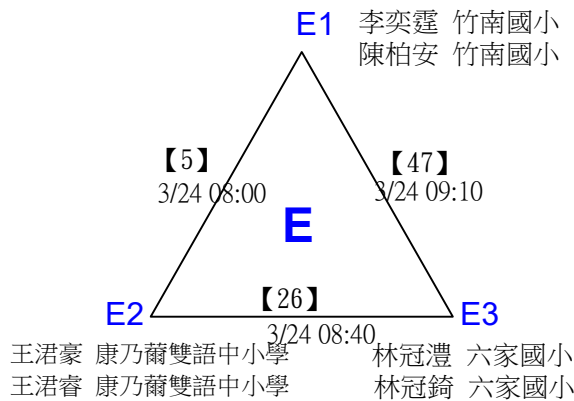 E1 李奕霆 竹南國小
陳柏安 竹南國小
【5】
3/24 08:00
【47】
3/24 09:10
E
【26】
3/24 08:40
E2
E3
王涒豪 康乃薾雙語中小學
王涒睿 康乃薾雙語中小學
林冠澧 六家國小
林冠錡 六家國小